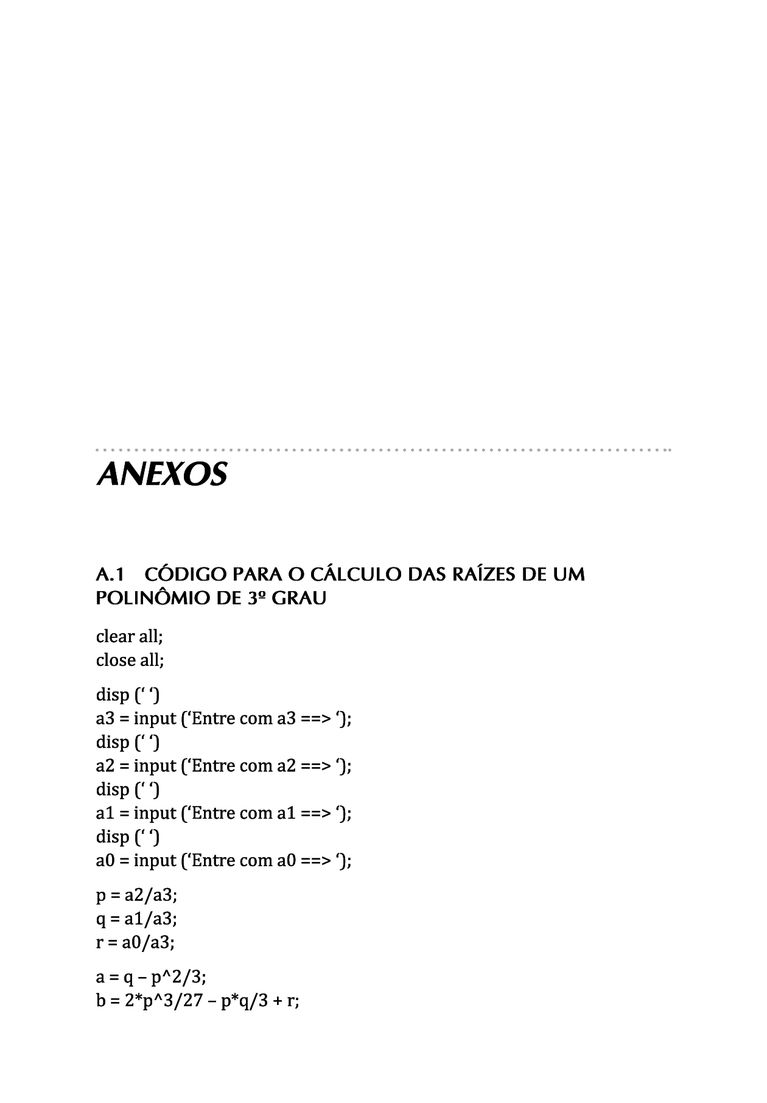 ANEXOS
A.1 CÓDIGO PARA O CÁLCULO DAS RAÍZES DE UM
POLINÔMIO DE 3º GRAU
clear all;
close all;
disp (‘ ‘)
a3 = input (‘Entre com a3 ==> ‘);
disp (‘ ‘)
a2 = input (‘Entre com a2 ==> ‘);
disp (‘ ‘)
a1 = input (‘Entre com a1 ==> ‘);
disp (‘ ‘)
a0 = input (‘Entre com a0 ==> ‘);
p = a2/a3;
q = a1/a3;
r = a0/a3;
a = q – p^2/3;
b = 2*p^3/27 – p*q/3 + r;